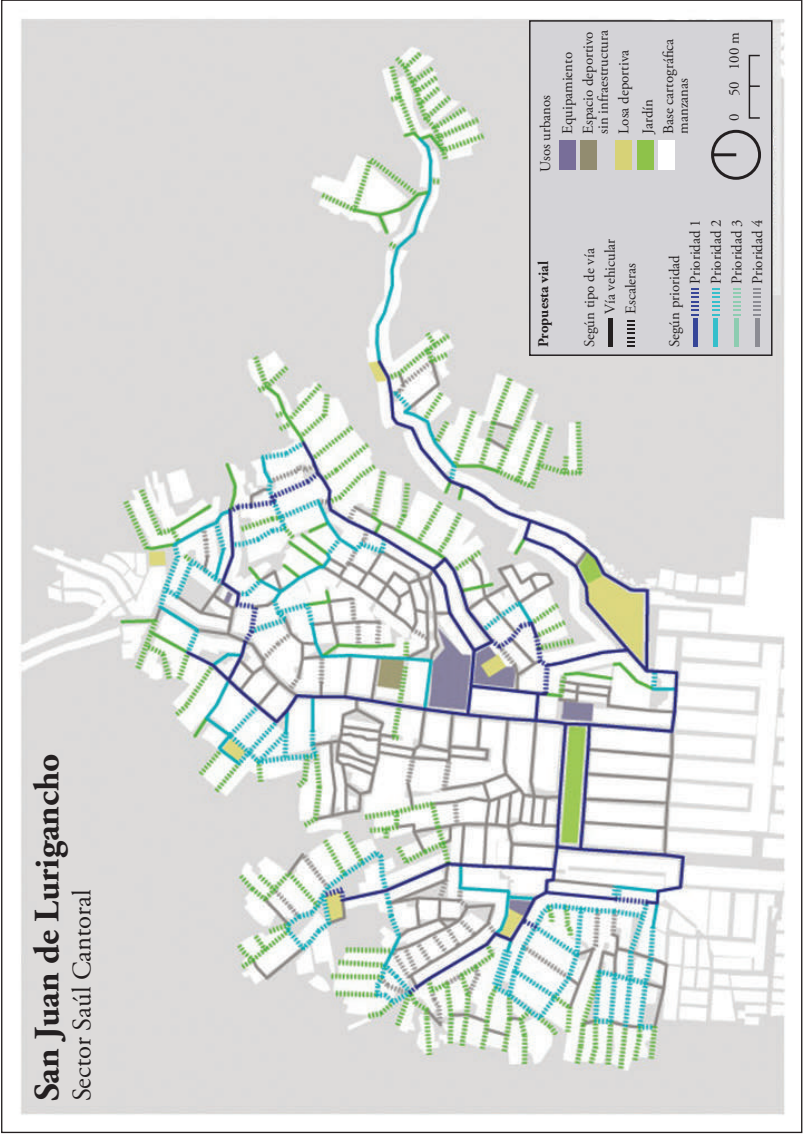 San Juan de Lurigancho
Sector Saúl Cantoral
Propuesta vial
Según tipo de vía
Vía vehicular
Escaleras
Según prioridad
Prioridad 1
Prioridad 2
Prioridad 3
Prioridad 4
Usos urbanos
Equipamiento
Espacio deportivo
sin infraestructura
Losa deportiva
Jardín
Base cartográfica
manzanas
0 50 100 m